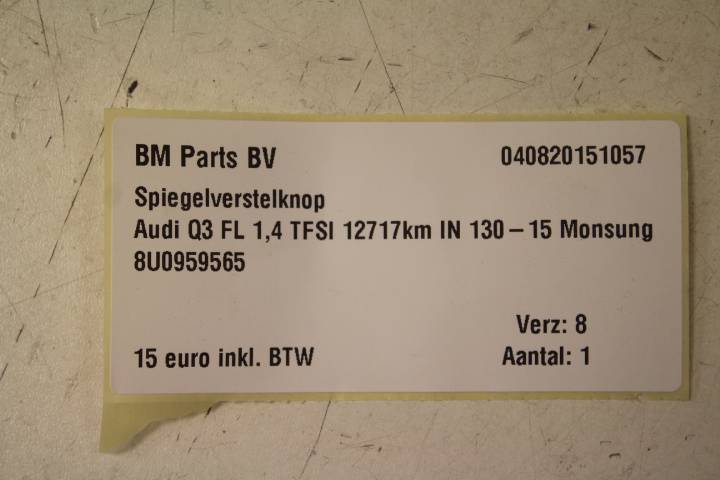 BM Parts BV 040820151057
Spiegelverstelknop
Audi Q3 FL 1,4 TFSI 12717km IN 130 – 15 Monsung
8U0959565
Verz: 8
15 euro inkl. BTW Aantal: 1